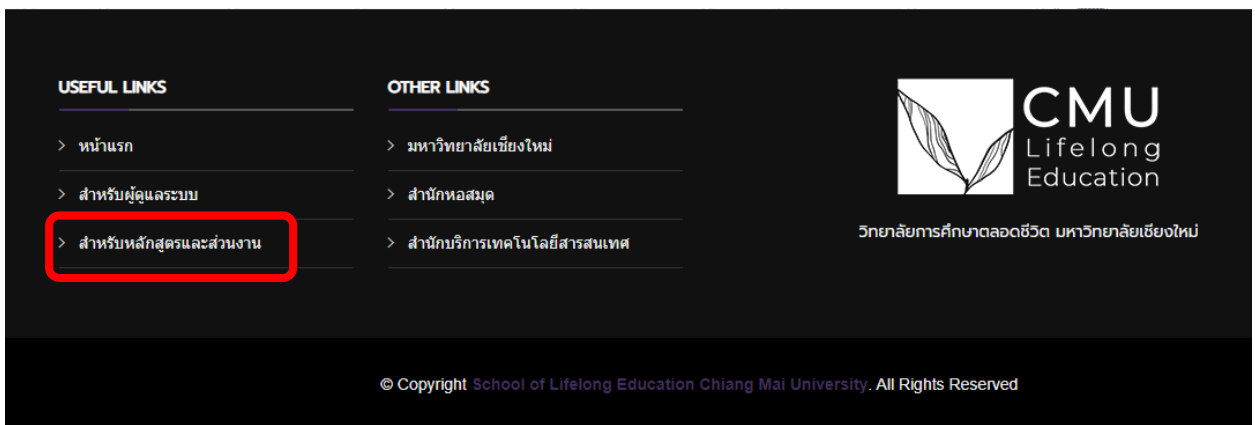 USEFUL LINKS
หน้าแรก
สำหรับผู้ดูแลระบบ
สำหรับหลักสูตรและส่วนงาน
OTHER LINKS
มหาวิทยาลัยเชียงใหม่
สำนักหอสมุด
สำนักบริการเทคโนโลยีสารสนเทศ
CMU
Lifelong
Education
วิทยาลัยการศึกษาตลอดชีวิต มหาวิทยาลัยเชียงใหม่
© Copyright School of Lifelong Education Chiang Mai University. All Rights Reserved